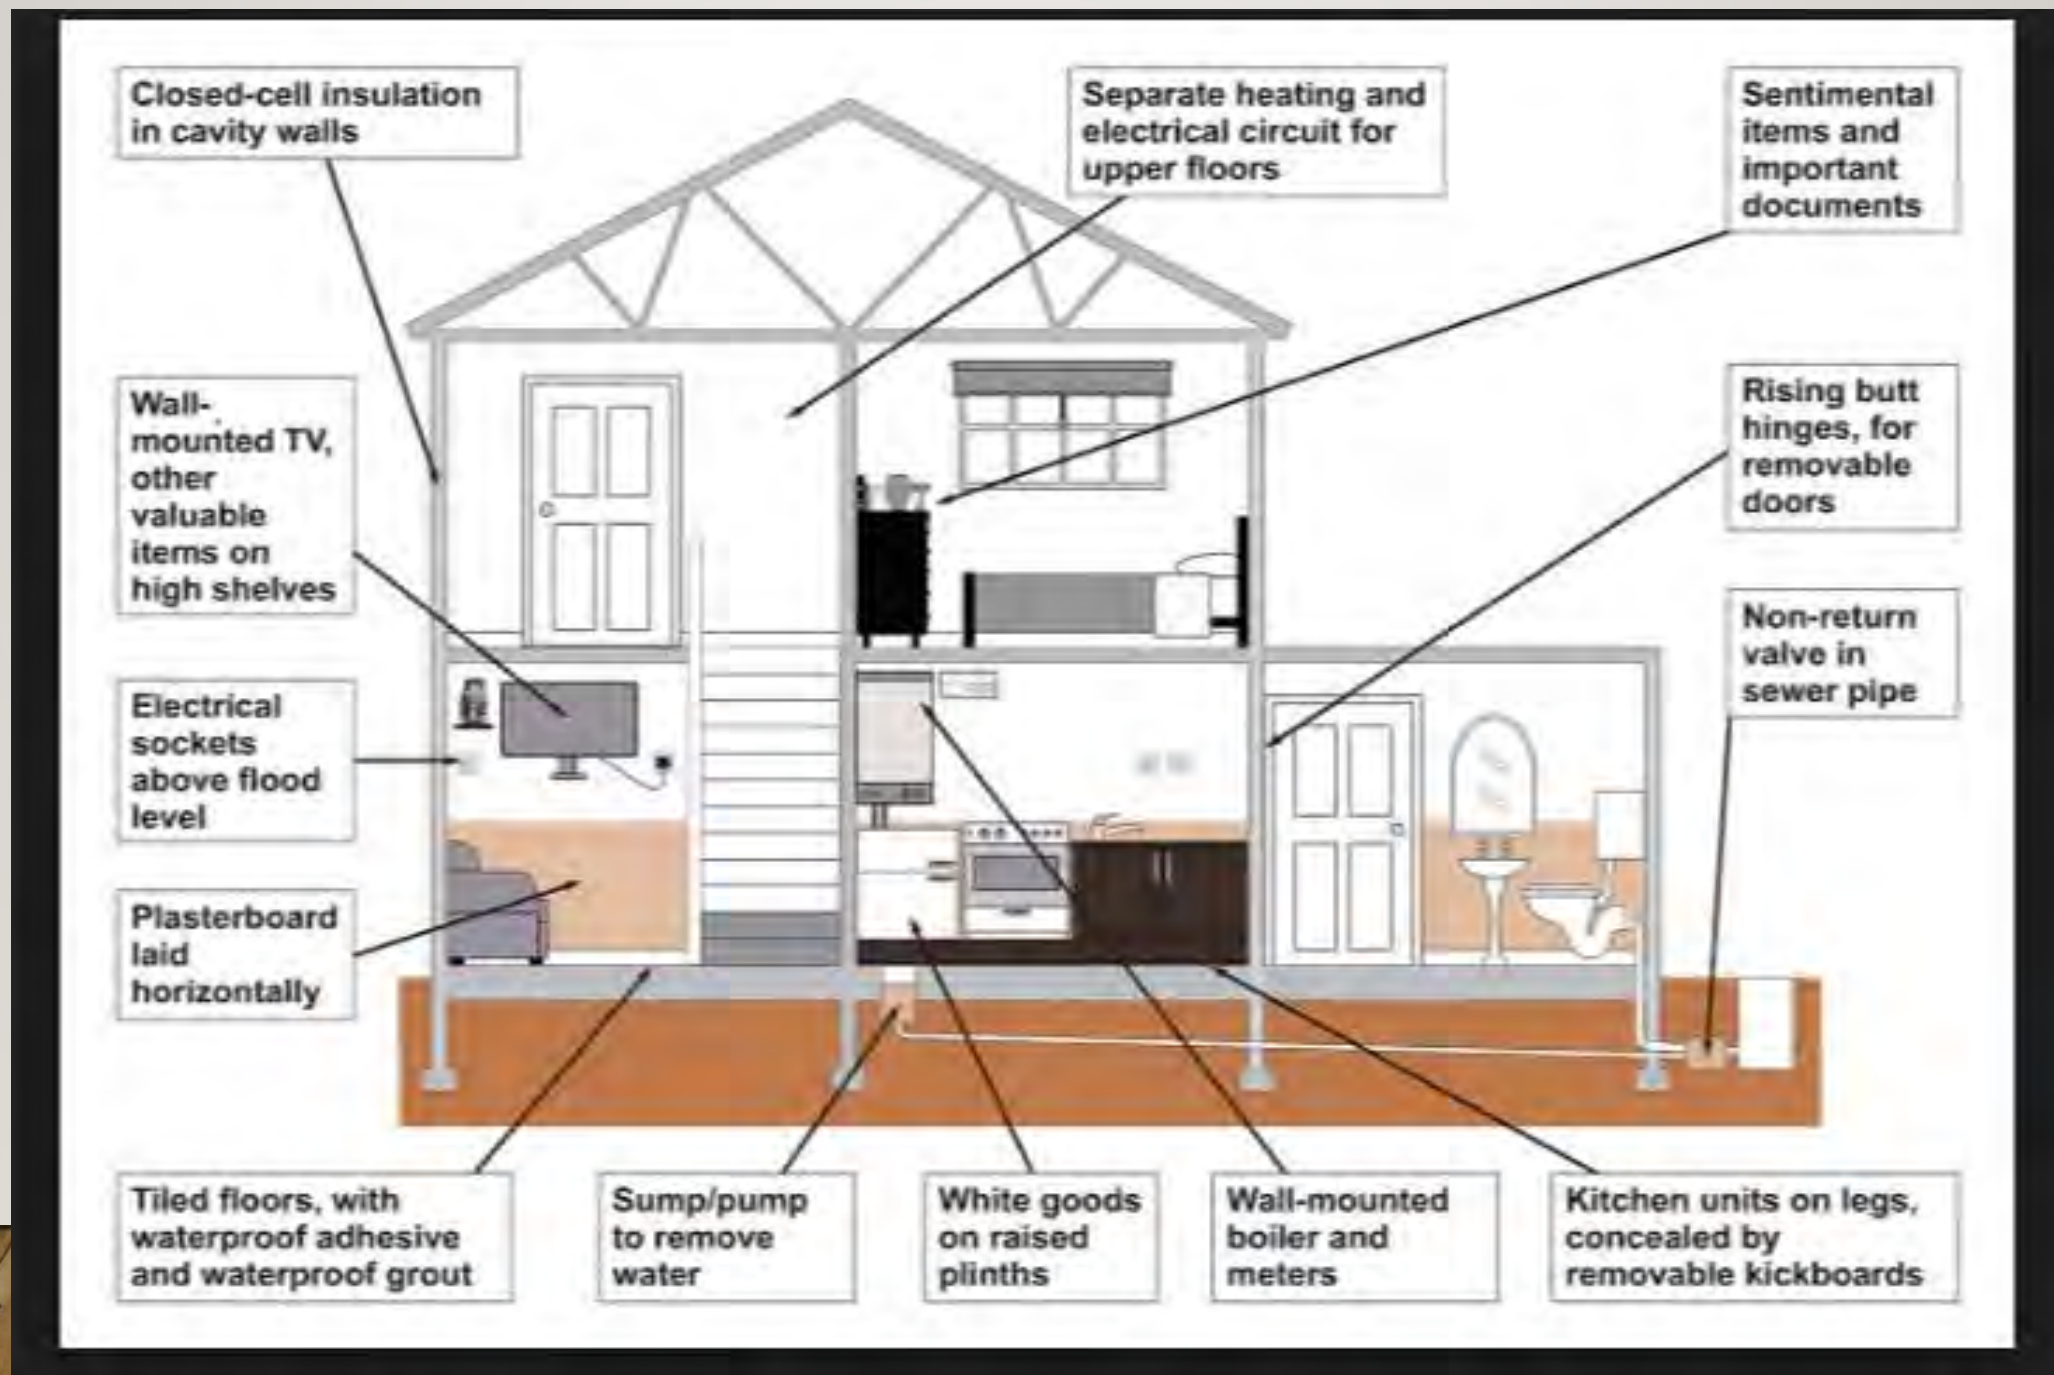 Closed-cell insulation
in cavity walls
Separate heating and
electrical circuit for
upper floors
Sentimental
items and
important
documents
Wall-
mounted TV,
other
valuable
items on
high shelves
Rising butt
hinges, for
removable
doors
Non-return
valve in
sewer pipe
Electrical
sockets
above flood
level
Plasterboard
laid
horizontally
Tiled floors, with
waterproof adhesive
and waterproof grout
Sump/pump
to remove
water
White goods
on raised
plinths
Wall-mounted
boiler and
meters
Kitchen units on legs,
concealed by
removable kickboards